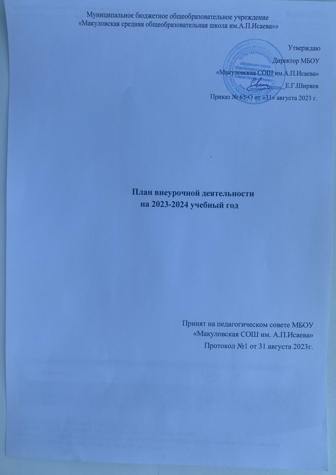 Муниципальное бюджетное общеобразовательное учреждение
«Макуловская средняя общеобразовательная школа им.А.П.Исаева»»
Утверждаю
Директор МБОУ
«Макуловская СОШ им А.П.Исаева»
Е.Г.Ширяев
Приказ № от «31» августа 2023 г.
План внеурочной деятельности
на 2023-2024 учебный год
Принят на педагогическом совете МБОУ
«Макуловская СОШ им. А.П.Исаева»
Протокол №1 от 31 августа 2023г.